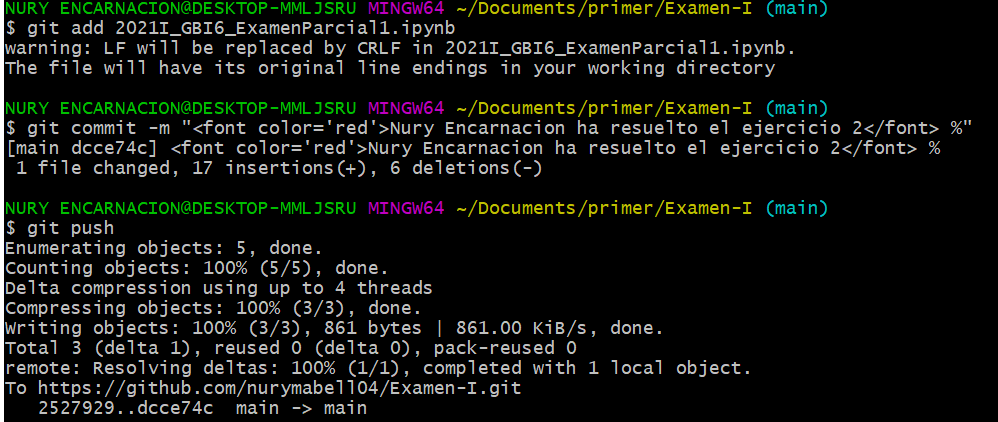 NURY ENCARNACION@DESKTOP-MMLJSRU MINGW64 ~/Documents/primer/Examen-I (main)
$ git add 2021I_GBI6_ExamenParcial1.ipynb
warning: LF will be replaced by CRLF in 2021I_GBI6_ExamenParcial1.ipynb.
The file will have its original line endings in your working directory
NURY ENCARNACION@DESKTOP-MMLJSRU MINGW64 ~/Documents/primer/Examen-I (main)
$ git commit -m "<font color='red'>Nury Encarnacion ha resuelto el ejercicio 2</font> %"
[main dcce74c] <font color='red'>Nury Encarnacion ha resuelto el ejercicio 2</font> %
 1 file changed, 17 insertions(+), 6 deletions(-)
NURY ENCARNACION@DESKTOP-MMLJSRU MINGW64 ~/Documents/primer/Examen-I (main)
$ git push
Enumerating objects: 5, done.
Counting objects: 100% (5/5), done.
Delta compression using up to 4 threads
Compressing objects: 100% (3/3), done.
Writing objects: 100% (3/3), 861 bytes | 861.00 KiB/s, done.
Total 3 (delta 1), reused 0 (delta 0), pack-reused 0
remote: Resolving deltas: 100% (1/1), completed with 1 local object.
To https://github.com/nurymabell04/Examen-I.git
   2527929..dcce74c  main -> main